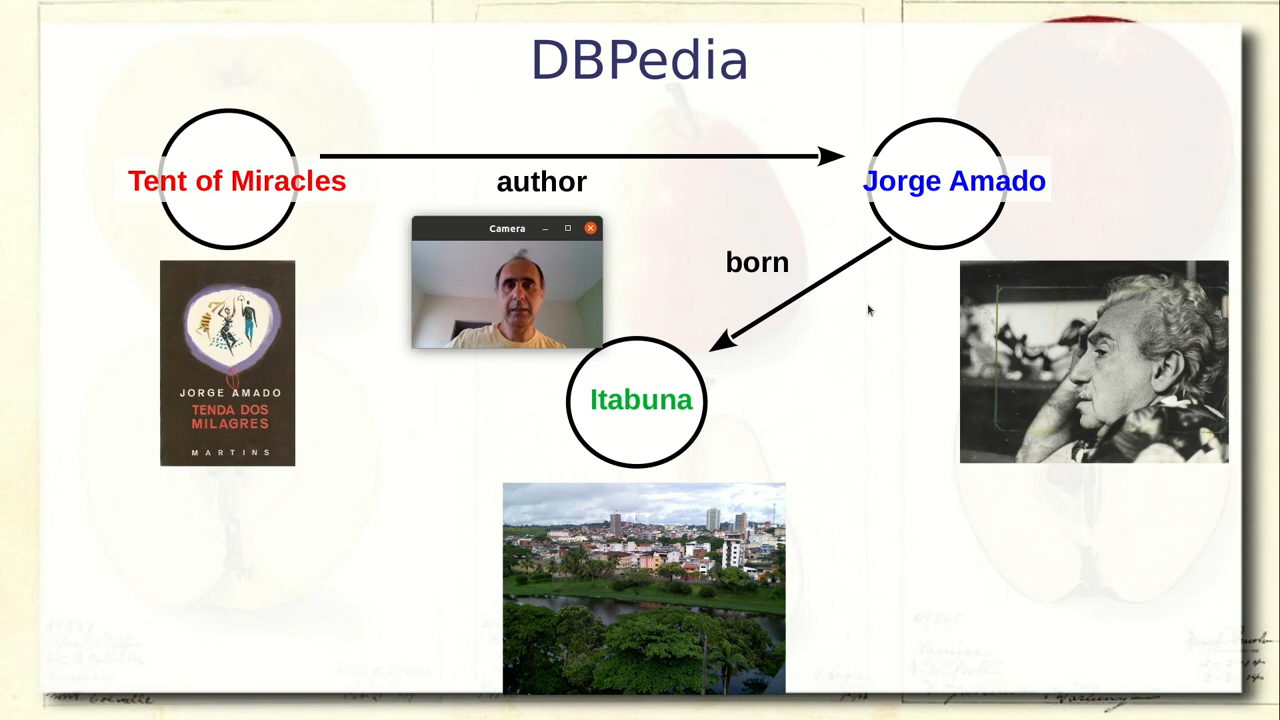 DBPedia
Tent of Miracles
author
Jorge Amado
Camera
born
JORGE AMADO
TENDA DOS
MILAGRES
MARTINS
Itabuna